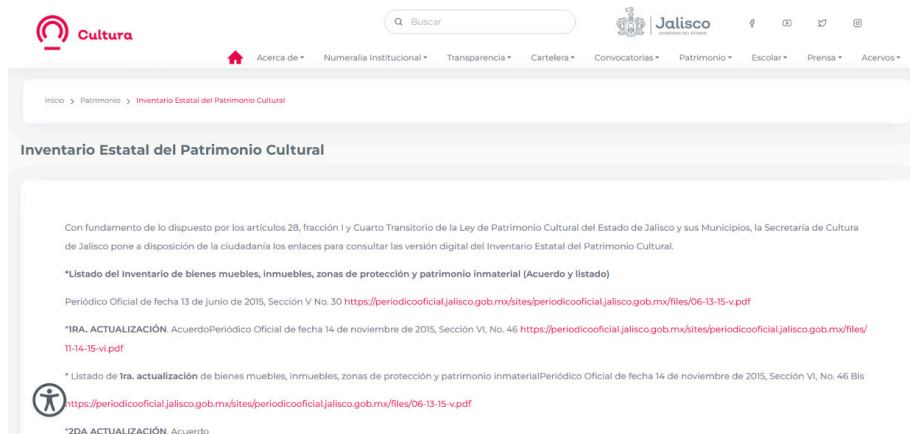 Cultura
Buscar
Jalisco
GOBIERNO DEL ESTADO
Acerca de
Numeralia Institucional
Transparencia
Cartelera
Convocatorias
Patrimonio
Escolar
Prensa
Acervos
Inicio > Patrimonio > Inventario Estatal del Patrimonio Cultural
Inventario Estatal del Patrimonio Cultural
Con fundamento de lo dispuesto por los artículos 28, fracción I y Cuarto Transitorio de la Ley de Patrimonio Cultural del Estado de Jalisco y sus Municipios, la Secretaría de Cultura
de Jalisco pone a disposición de la ciudadanía los enlaces para consultar las versión digital del Inventario Estatal del Patrimonio Cultural.
*Listado del Inventario de bienes muebles, inmuebles, zonas de protección y patrimonio inmaterial (Acuerdo y listado)
Periódico Oficial de fecha 13 de junio de 2015, Sección V No. 30 https://periodicooficial.jalisco.gob.mx/sites/periodicooficial.jalisco.gob.mx/files/06-13-15-v.pdf
*1RA. ACTUALIZACIÓN. AcuerdoPeriódico Oficial de fecha 14 de noviembre de 2015, Sección VI, No. 46 https://periodicooficial.jalisco.gob.mx/sites/periodicooficial.jalisco.gob.mx/files/
11-14-15-vi.pdf
* Listado de 1ra. actualización de bienes muebles, inmuebles, zonas de protección y patrimonio inmaterialPeriódico Oficial de fecha 14 de noviembre de 2015, Sección VI, No. 46 Bis
https://periodicooficial.jalisco.gob.mx/sites/periodicooficial.jalisco.gob.mx/files/06-13-15-v.pdf
*2DA ACTUALIZACIÓN. Acuerdo